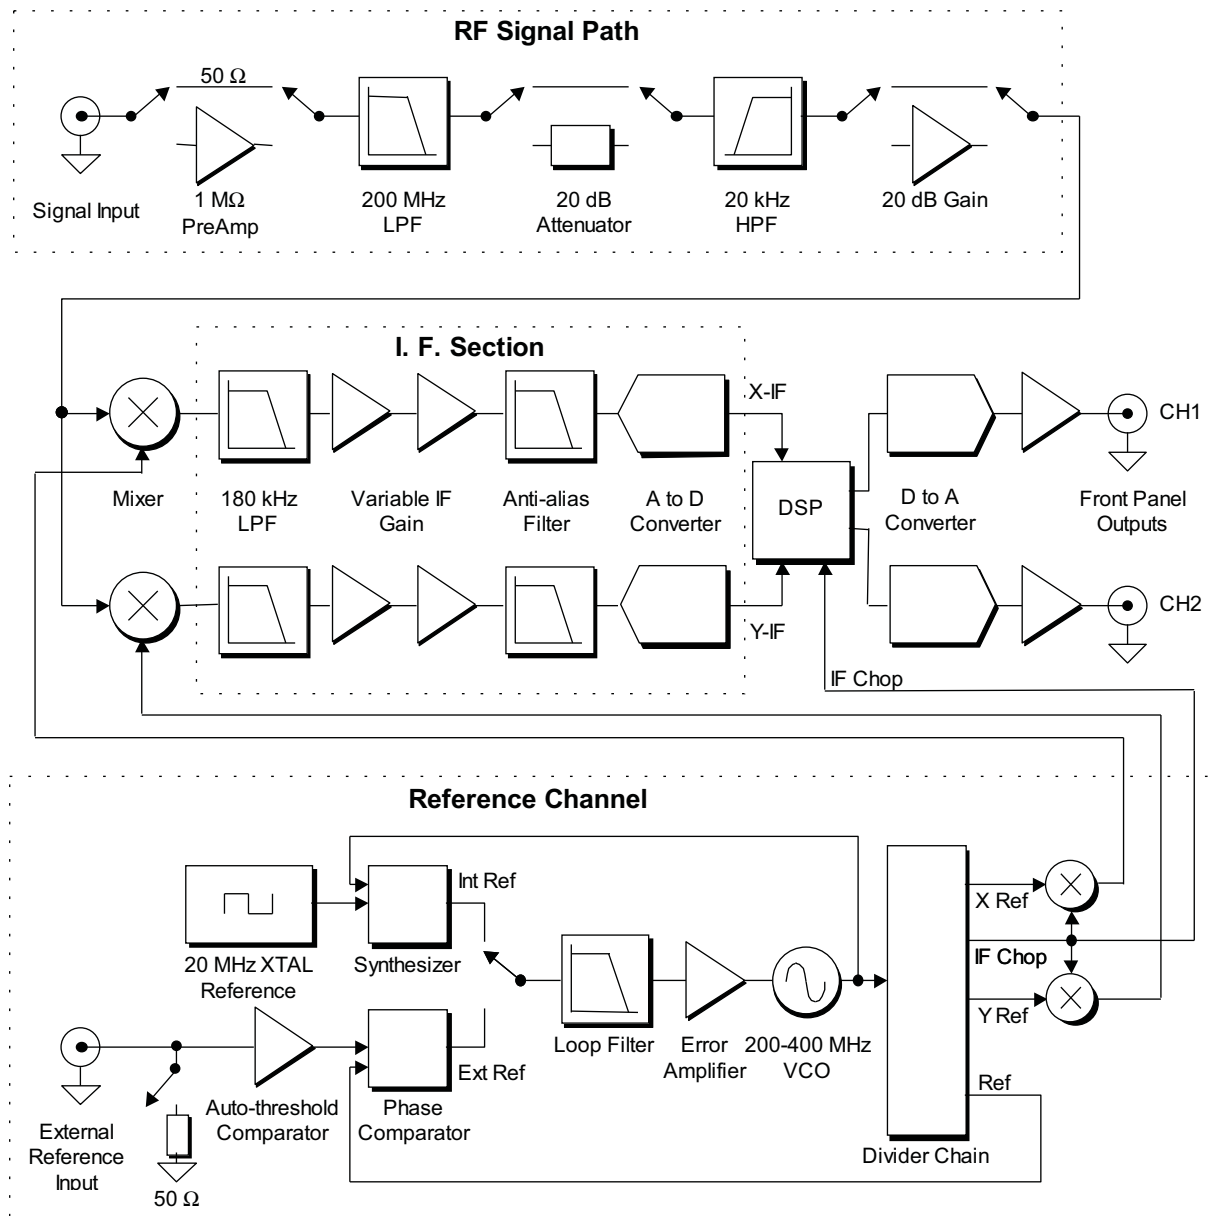 RF Signal Path
50 Ω
Signal Input
1 MΩ
PreAmp
200 MHz
LPF
20 dB
Attenuator
20 kHz
HPF
20 dB Gain
I. F. Section
X-IF
CH1
Mixer
180 kHz
LPF
Variable IF
Gain
Anti-alias
Filter
A to D
Converter
DSP
D to A
Converter
Front Panel
Outputs
Y-IF
CH2
IF Chop
Reference Channel
Int Ref
X Ref
20 MHz XTAL
Reference
Synthesizer
IF Chop
Y Ref
Loop Filter
Error
Amplifier
200-400 MHz
VCO
Ext Ref
Ref
External
Reference
Input
Auto-threshold
Comparator
Phase
Comparator
Divider Chain
50 Ω